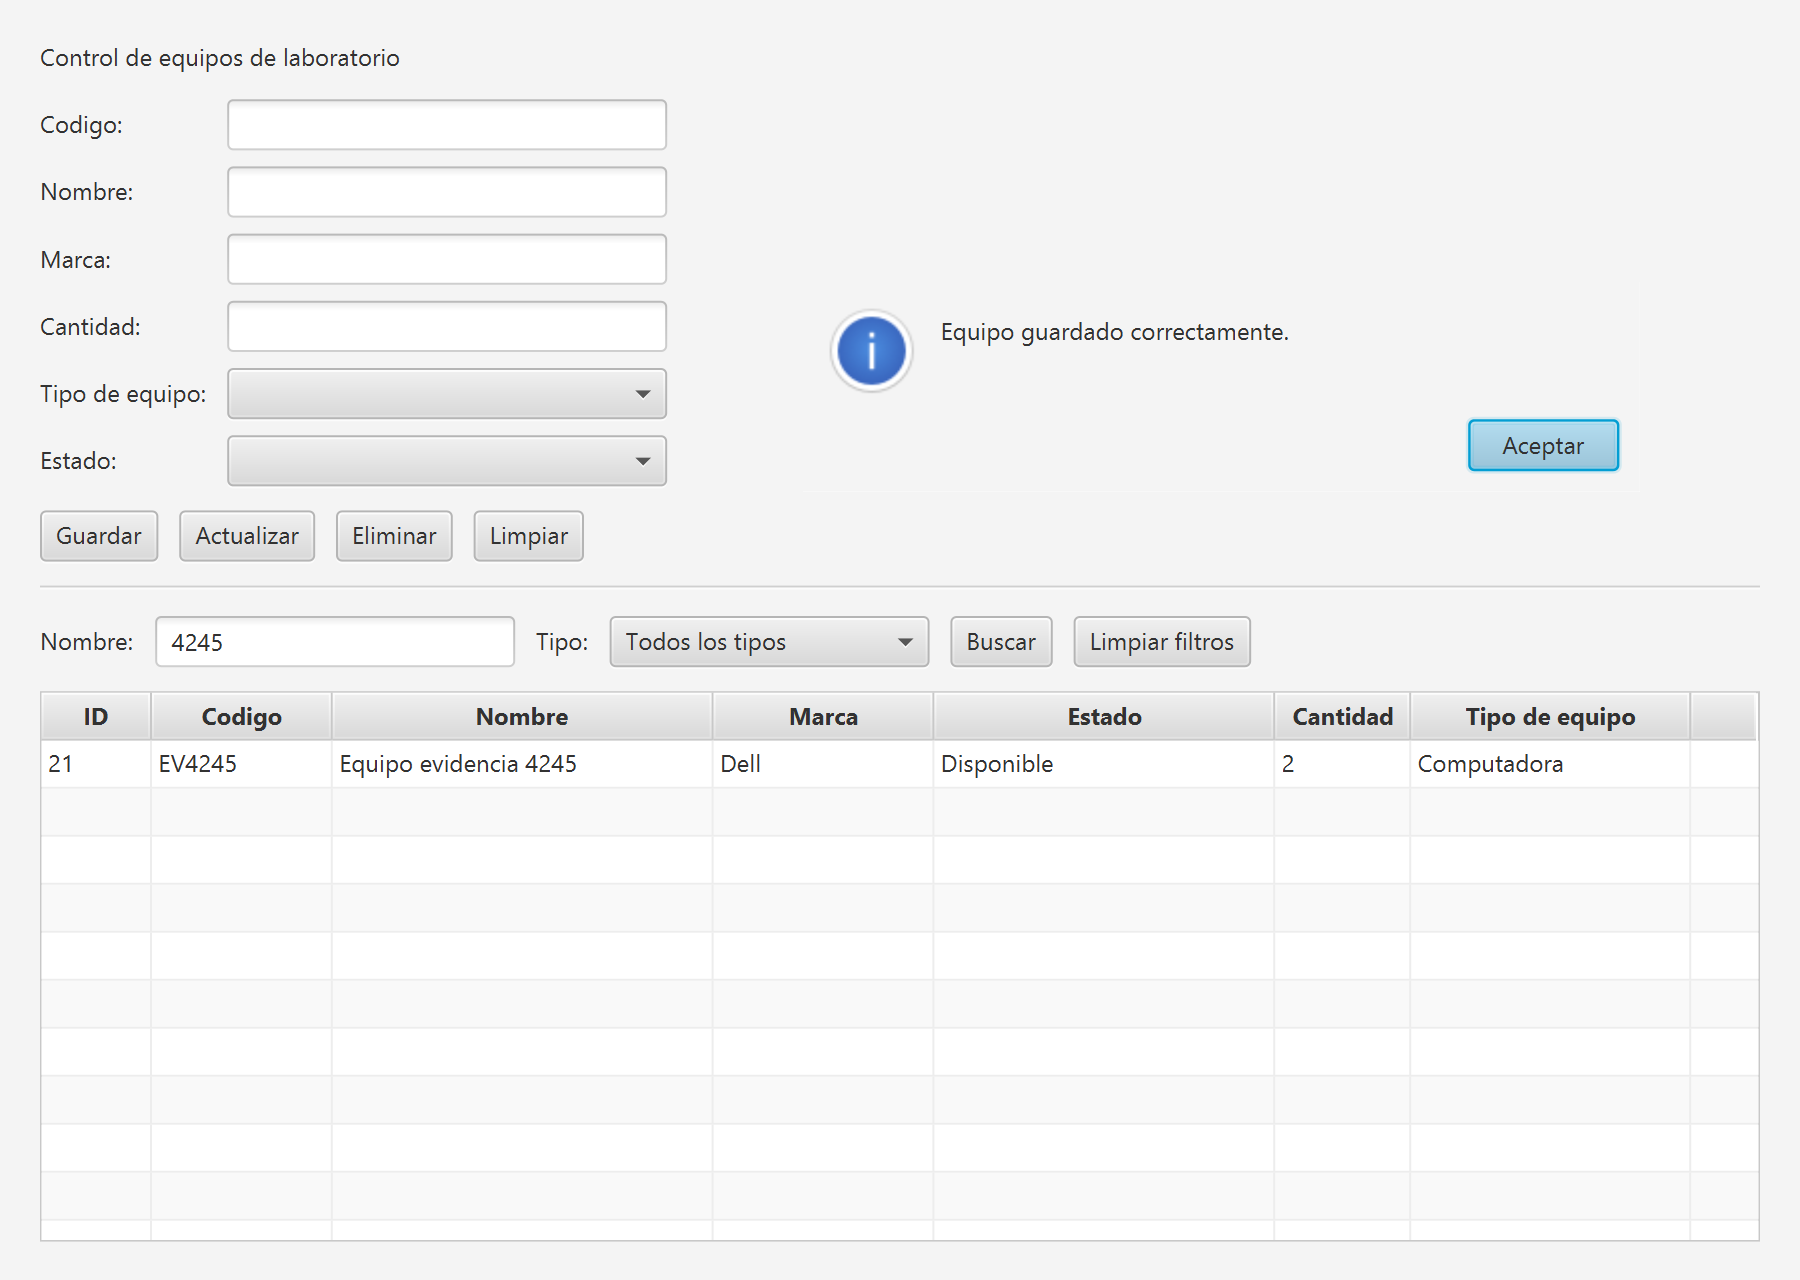 Control de equipos de laboratorio
Codigo:
Nombre:
Marca:
Cantidad:
Tipo de equipo:
Estado:
Equipo guardado correctamente.
Aceptar
Guardar Actualizar Eliminar Limpiar
Nombre: 4245 Tipo: Todos los tipos Buscar Limpiar filtros
ID Codigo Nombre Marca Estado Cantidad Tipo de equipo
21 EV4245 Equipo evidencia 4245 Dell Disponible 2 Computadora